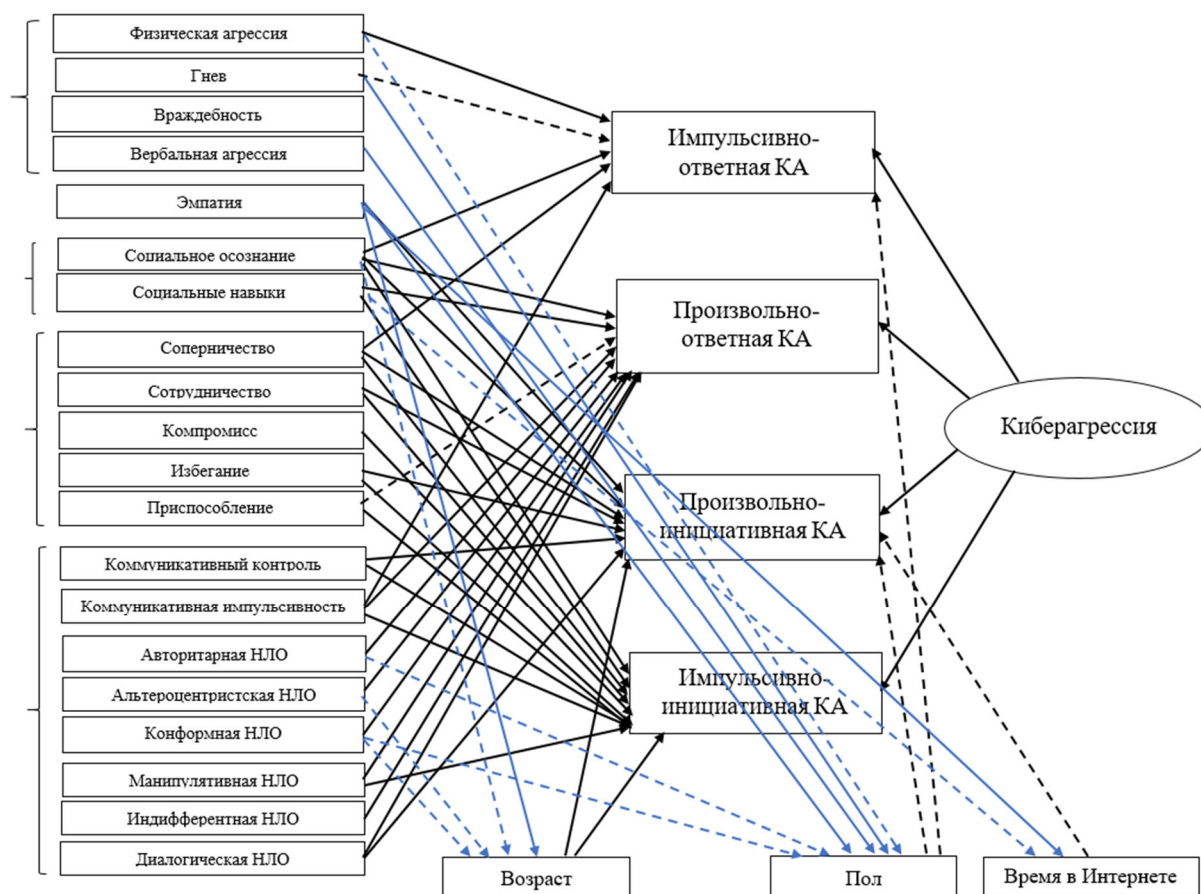 Физическая агрессия
Гнев
Враждебность
Вербальная агрессия
Эмпатия
Социальное осознание
Социальные навыки
Соперничество
Сотрудничество
Компромисс
Избегание
Приспособление
Коммуникативный контроль
Коммуникативная импульсивность
Авторитарная НЛО
Альтероцентристская НЛО
Конформная НЛО
Манипулятивная НЛО
Индифферентная НЛО
Диалогическая НЛО
Импульсивно-
ответная КА
Произвольно-
ответная КА
Произвольно-
инициативная КА
Импульсивно-
инициативная КА
Киберагрессия
Возраст
Пол
Время в Интернете